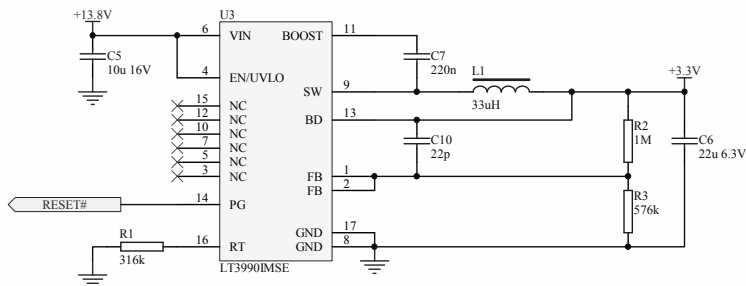 +13.8V
C5
10u 16V
U3
6 VIN
4 EN/UVLO
15 NC
12 NC
10 NC
7 NC
5 NC
3 NC
14 PG
16 RT
BOOST 11
SW 9
BD 13
FB 1
FB 2
GND 17
GND 8
LT3990IMSE
RESET#
R1
316k
C7
220n
L1
33uH
C10
22p
+3.3V
R2
1M
R3
576k
C6
22u 6.3V